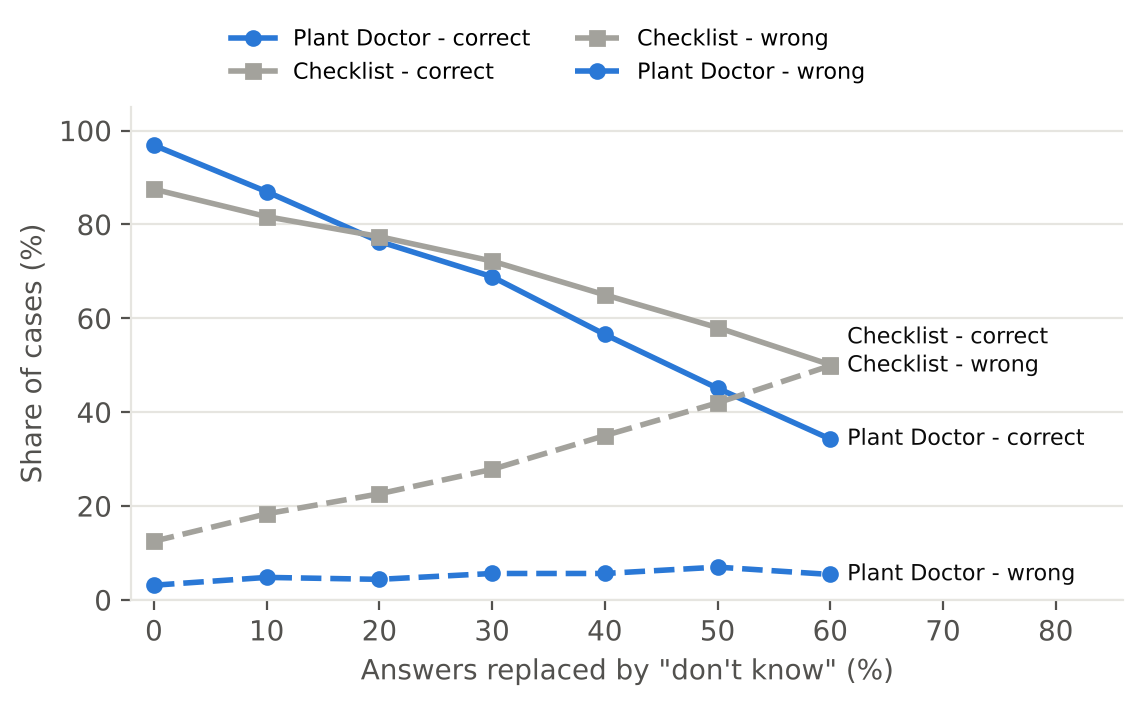 Plant Doctor - correct
Checklist - correct
Checklist - wrong
Plant Doctor - wrong
Share of cases (%)
100
80
60
40
20
0
Checklist - correct
Checklist - wrong
Plant Doctor - correct
Plant Doctor - wrong
0 10 20 30 40 50 60 70 80
Answers replaced by "don't know" (%)